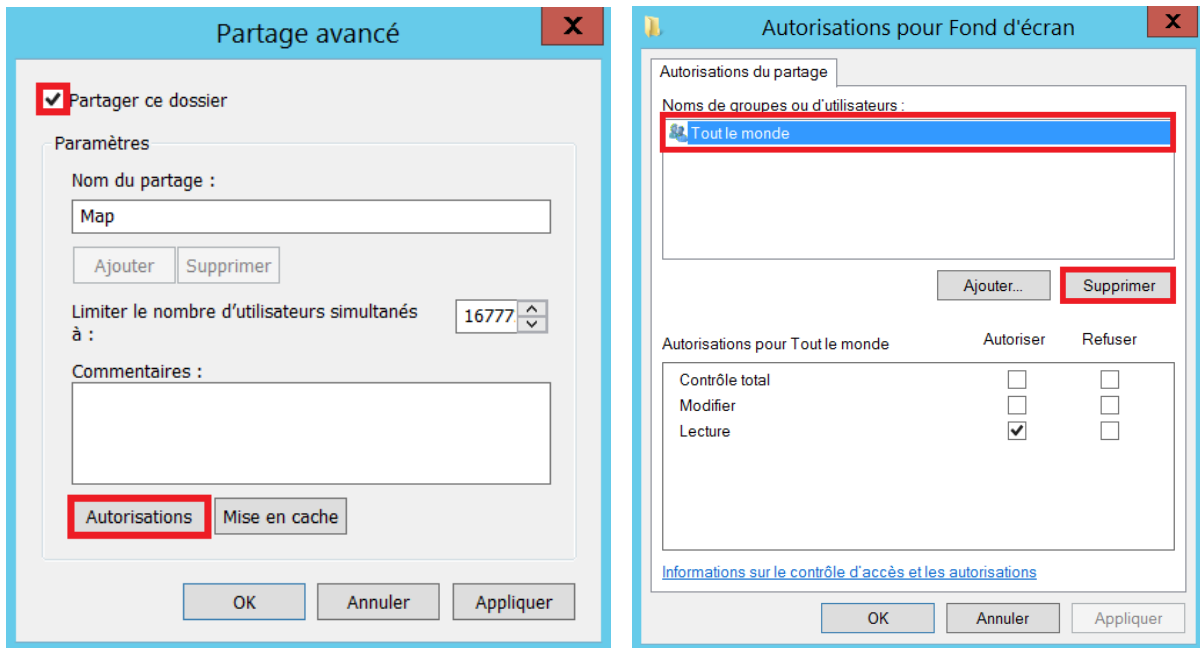 Partage avancé
X
Partager ce dossier
Paramètres
Nom du partage :
Map
Ajouter
Supprimer
Limiter le nombre d'utilisateurs simultanés
à :
16777
Commentaires :
Autorisations
Mise en cache
OK
Annuler
Appliquer
Autorisations pour Fond d'écran
X
Autorisations du partage
Noms de groupes ou d'utilisateurs :
Tout le monde
Ajouter...
Supprimer
Autorisations pour Tout le monde
Autoriser
Refuser
Contrôle total
Modifier
Lecture
Informations sur le contrôle d'accès et les autorisations
OK
Annuler
Appliquer